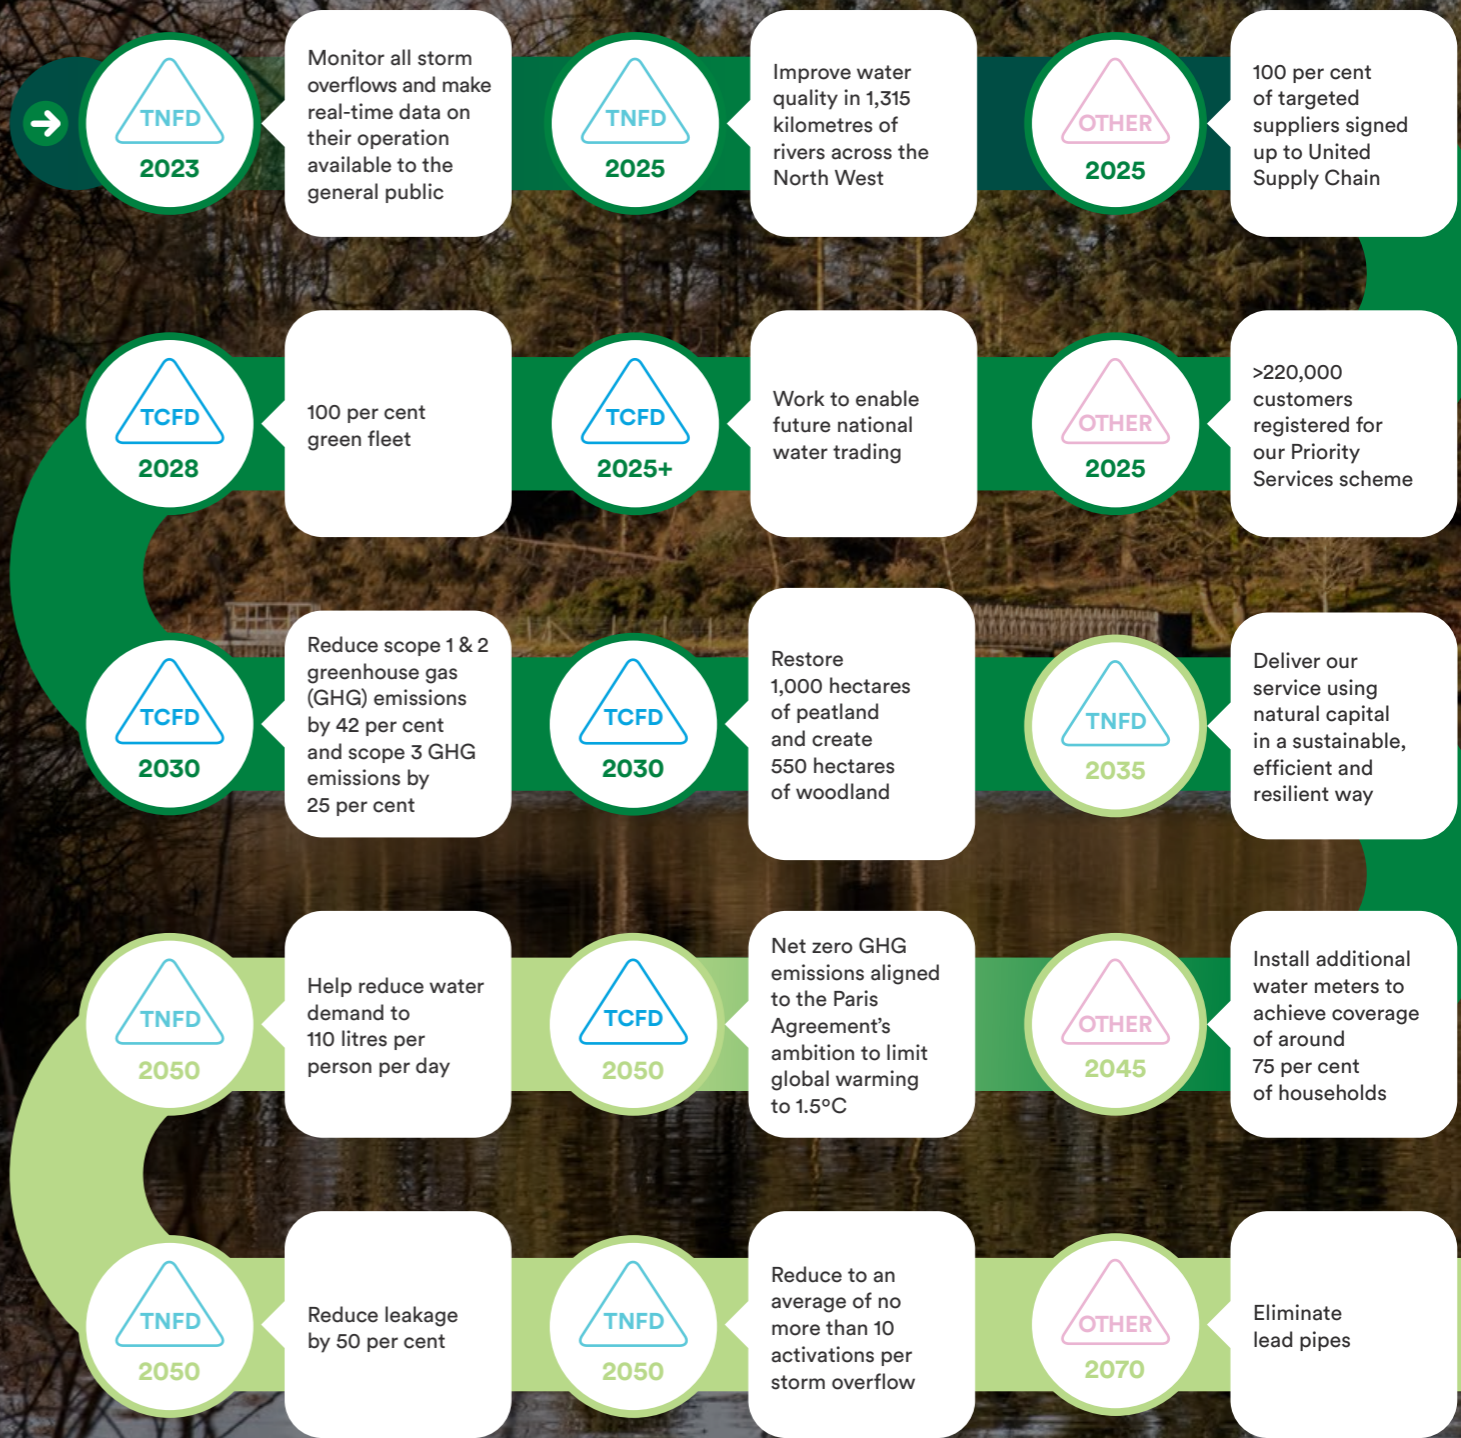 TNFD
2023
Monitor all storm
overflows and make
real-time data on
their operation
available to the
general public
TNFD
2025
Improve water
quality in 1,315
kilometres of
rivers across the
North West
OTHER
2025
100 per cent
of targeted
suppliers signed
up to United
Supply Chain
TCFD
2028
100 per cent
green fleet
TCFD
2025+
Work to enable
future national
water trading
OTHER
2025
>220,000
customers
registered for
our Priority
Services scheme
TCFD
2030
Reduce scope 1 & 2
greenhouse gas
(GHG) emissions
by 42 per cent
and scope 3 GHG
emissions by
25 per cent
TCFD
2030
Restore
1,000 hectares
of peatland
and create
550 hectares
of woodland
TNFD
2035
Deliver our
service using
natural capital
in a sustainable,
efficient and
resilient way
TNFD
2050
Help reduce water
demand to
110 litres per
person per day
TCFD
2050
Net zero GHG
emissions aligned
to the Paris
Agreement’s
ambition to limit
global warming
to 1.5°C
OTHER
2045
Install additional
water meters to
achieve coverage
of around
75 per cent
of households
TNFD
2050
Reduce leakage
by 50 per cent
TNFD
2050
Reduce to an
average of no
more than 10
activations per
storm overflow
OTHER
2070
Eliminate
lead pipes